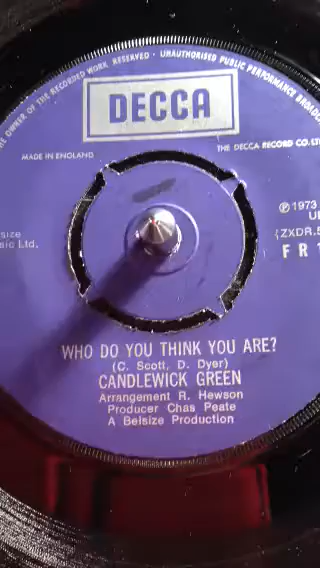 THE OWNER OF THE RECORDED WORK RESERVED · UNAUTHORISED PUBLIC PERFORMANCE
DECCA
MADE IN ENGLAND
THE DECCA RECORD CO. LTD.
℗ 1973
(ZXDR.
F R
WHO DO YOU THINK YOU ARE?
(C. Scott, D. Dyer)
CANDLEWICK GREEN
Arrangement R. Hewson
Producer Chas Peate
A Belsize Production